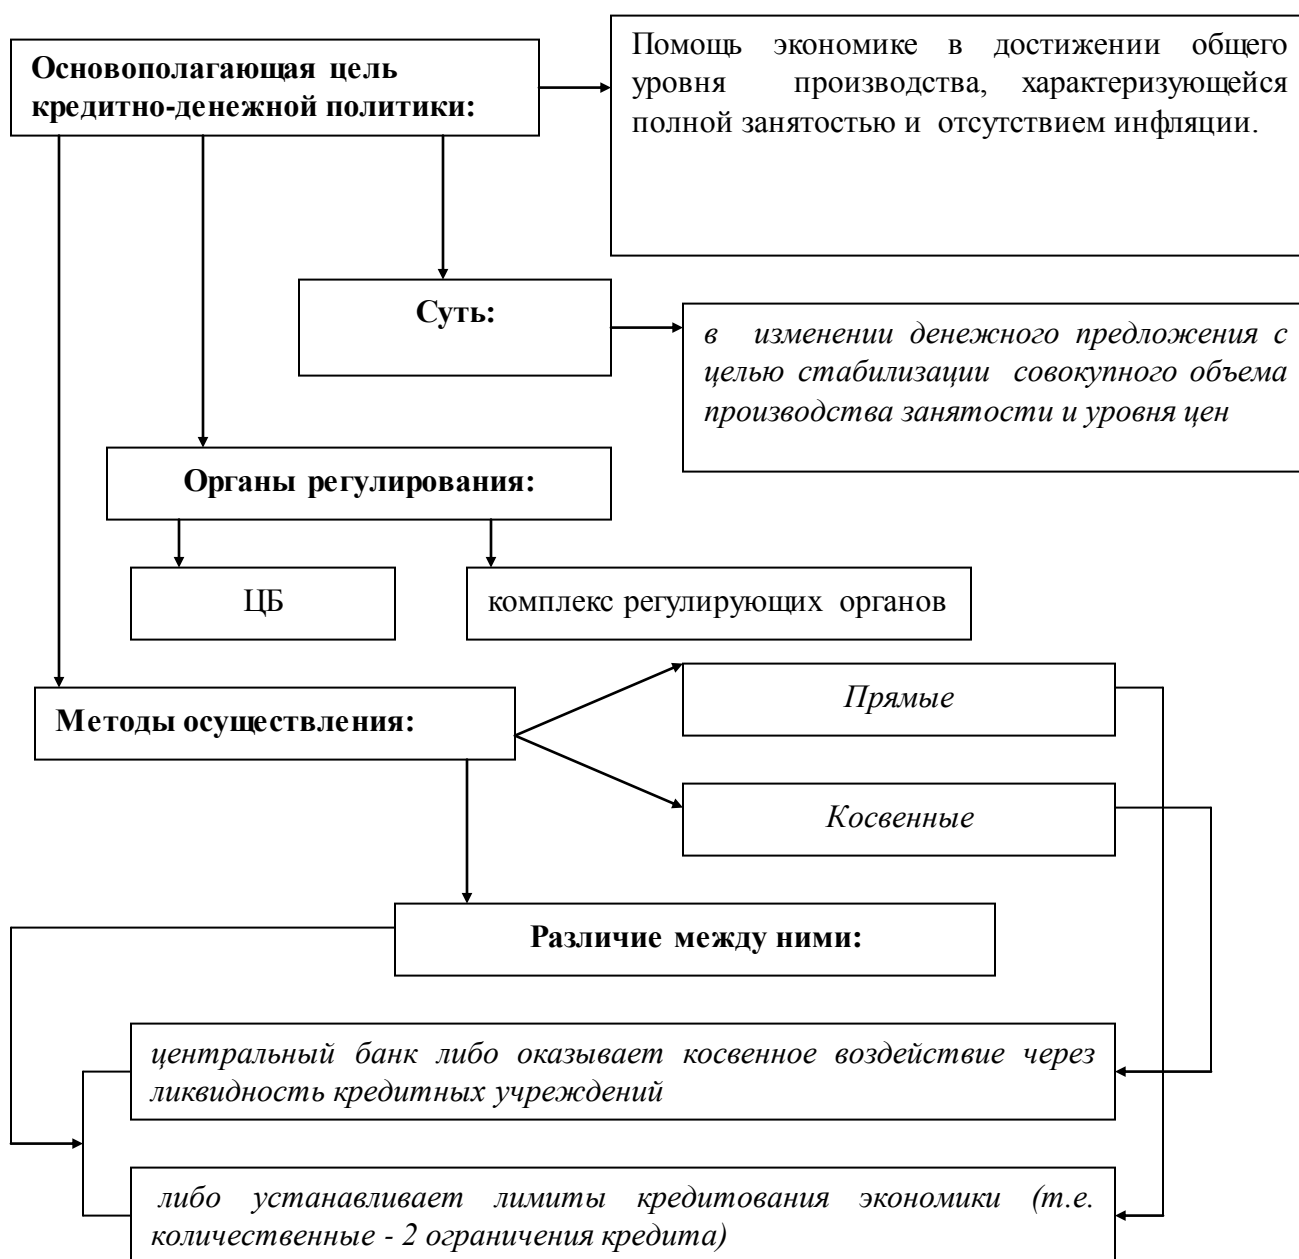 Основополагающая цель
кредитно-денежной политики:
Помощь экономике в достижении общего
уровня производства, характеризующейся
полной занятостью и отсутствием инфляции.
Суть:
в изменении денежного предложения с
целью стабилизации совокупного объема
производства занятости и уровня цен
Органы регулирования:
ЦБ
комплекс регулирующих органов
Методы осуществления:
Прямые
Косвенные
Различие между ними:
центральный банк либо оказывает косвенное воздействие через
ликвидность кредитных учреждений
либо устанавливает лимиты кредитования экономики (т.е.
количественные - 2 ограничения кредита)